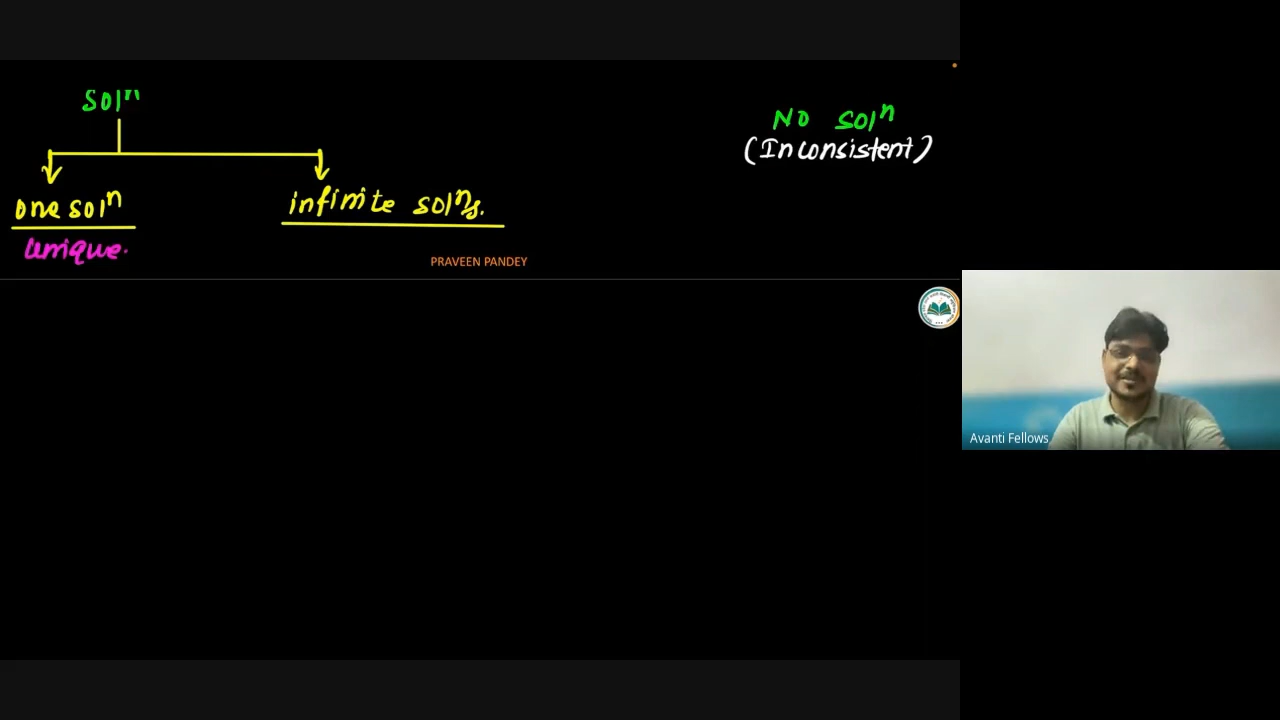 Solⁿ
No Solⁿ
(Inconsistent)
one solⁿ
infinite solⁿs.
Unique.
PRAVEEN PANDEY
Avanti Fellows